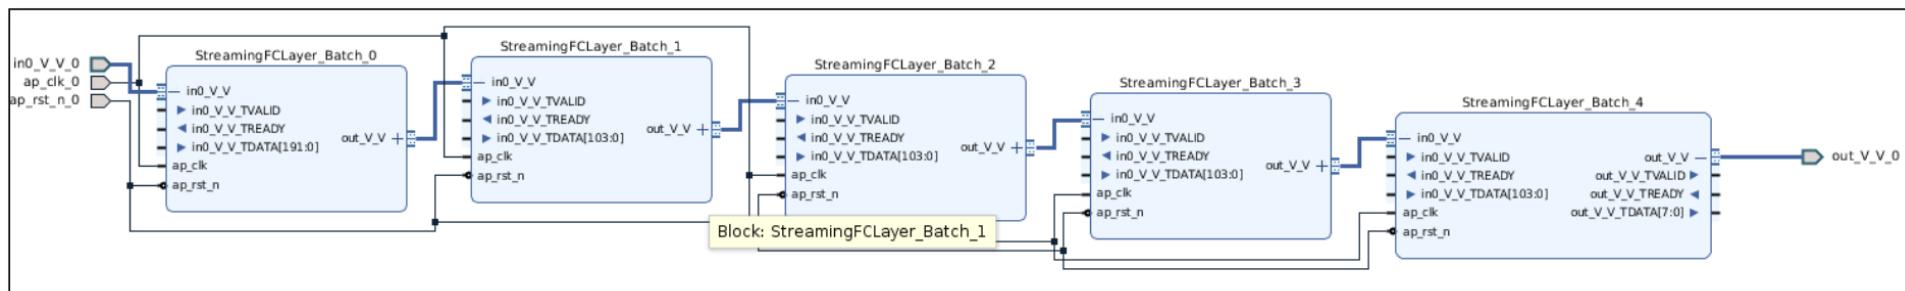 in0_V_V_0
ap_clk_0
ap_rst_n_0
StreamingFCLayer_Batch_0
in0_V_V
in0_V_V_TVALID
in0_V_V_TREADY
in0_V_V_TDATA[191:0]
ap_clk
ap_rst_n
out_V_V
StreamingFCLayer_Batch_1
in0_V_V
in0_V_V_TVALID
in0_V_V_TREADY
in0_V_V_TDATA[103:0]
ap_clk
ap_rst_n
out_V_V
StreamingFCLayer_Batch_2
in0_V_V
in0_V_V_TVALID
in0_V_V_TREADY
in0_V_V_TDATA[103:0]
ap_clk
ap_rst_n
out_V_V
Block: StreamingFCLayer_Batch_1
StreamingFCLayer_Batch_3
in0_V_V
in0_V_V_TVALID
in0_V_V_TREADY
in0_V_V_TDATA[103:0]
ap_clk
ap_rst_n
out_V_V
StreamingFCLayer_Batch_4
in0_V_V
in0_V_V_TVALID
in0_V_V_TREADY
in0_V_V_TDATA[103:0]
ap_clk
ap_rst_n
out_V_V
out_V_V_TVALID
out_V_V_TREADY
out_V_V_TDATA[7:0]
out_V_V_0